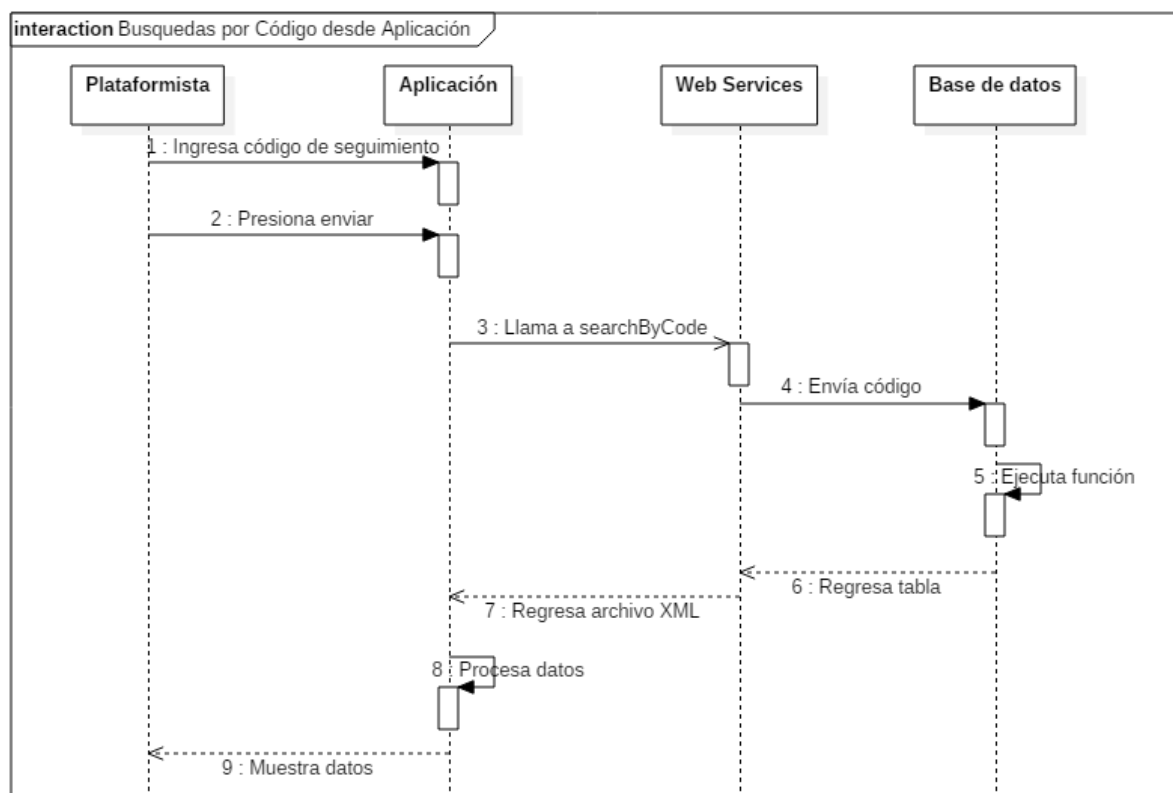 interaction Busquedas por Código desde Aplicación
Plataformista
Aplicación
Web Services
Base de datos
1 : Ingresa código de seguimiento
2 : Presiona enviar
3 : Llama a searchByCode
4 : Envía código
5 : Ejecuta función
6 : Regresa tabla
7 : Regresa archivo XML
8 : Procesa datos
9 : Muestra datos